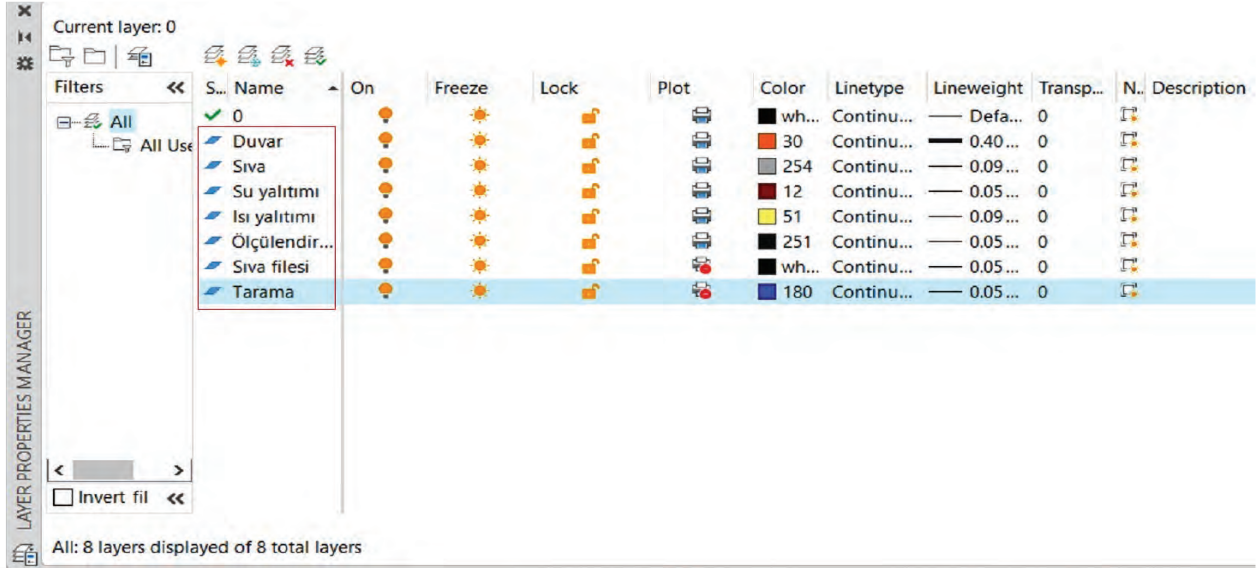 Current layer: 0
Filters « S... Name On Freeze Lock Plot Color Linetype Lineweight Transp... N.. Description
All 0 wh... Continu... Defa... 0
All Use Duvar 30 Continu... 0.40 ... 0
Sıva 254 Continu... 0.09... 0
Su yalıtımı 12 Continu... 0.05 ... 0
Isı yalıtımı 51 Continu... 0.09... 0
Ölçülendir... 251 Continu... 0.05 ... 0
Sıva filesi wh... Continu... 0.05 ... 0
Tarama 180 Continu... 0.05 ... 0
Invert fil «
All: 8 layers displayed of 8 total layers
LAYER PROPERTIES MANAGER